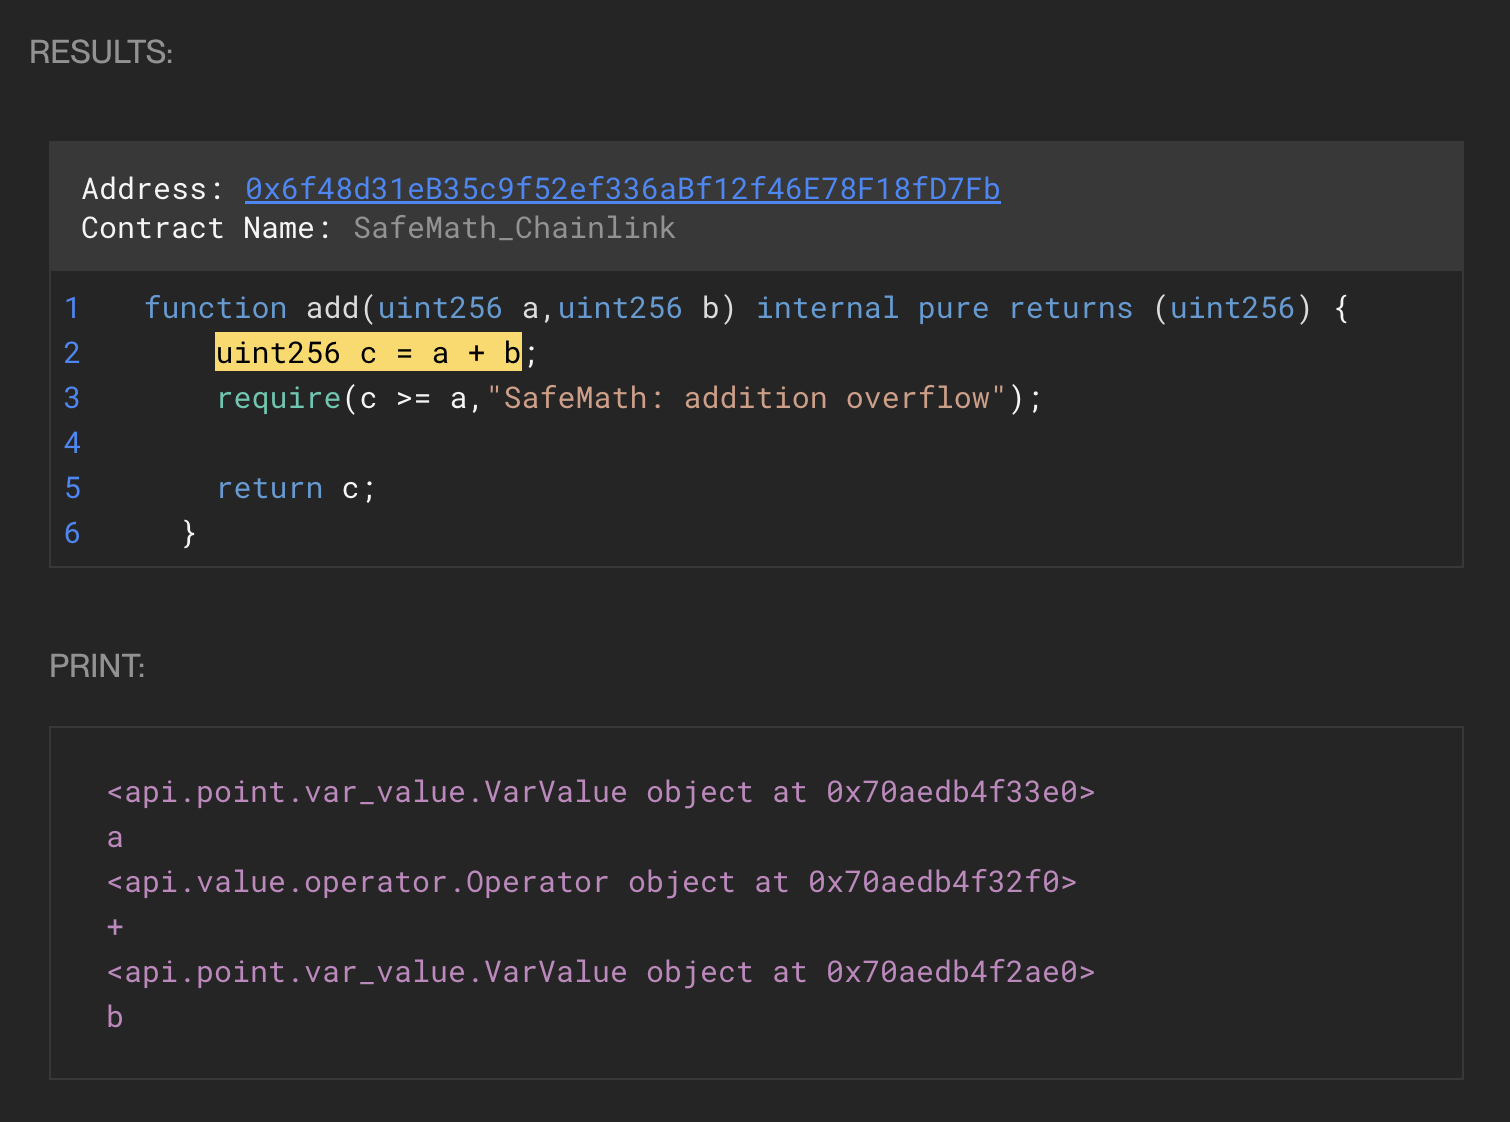 RESULTS:
Address: 0x6f48d31eB35c9f52ef336aBf12f46E78F18fD7Fb
Contract Name: SafeMath_Chainlink
1 function add(uint256 a,uint256 b) internal pure returns (uint256) {
2 uint256 c = a + b;
3 require(c >= a,"SafeMath: addition overflow");
4
5 return c;
6 }
PRINT:
<api.point.var_value.VarValue object at 0x70aedb4f33e0>
a
<api.value.operator.Operator object at 0x70aedb4f32f0>
+
<api.point.var_value.VarValue object at 0x70aedb4f2ae0>
b